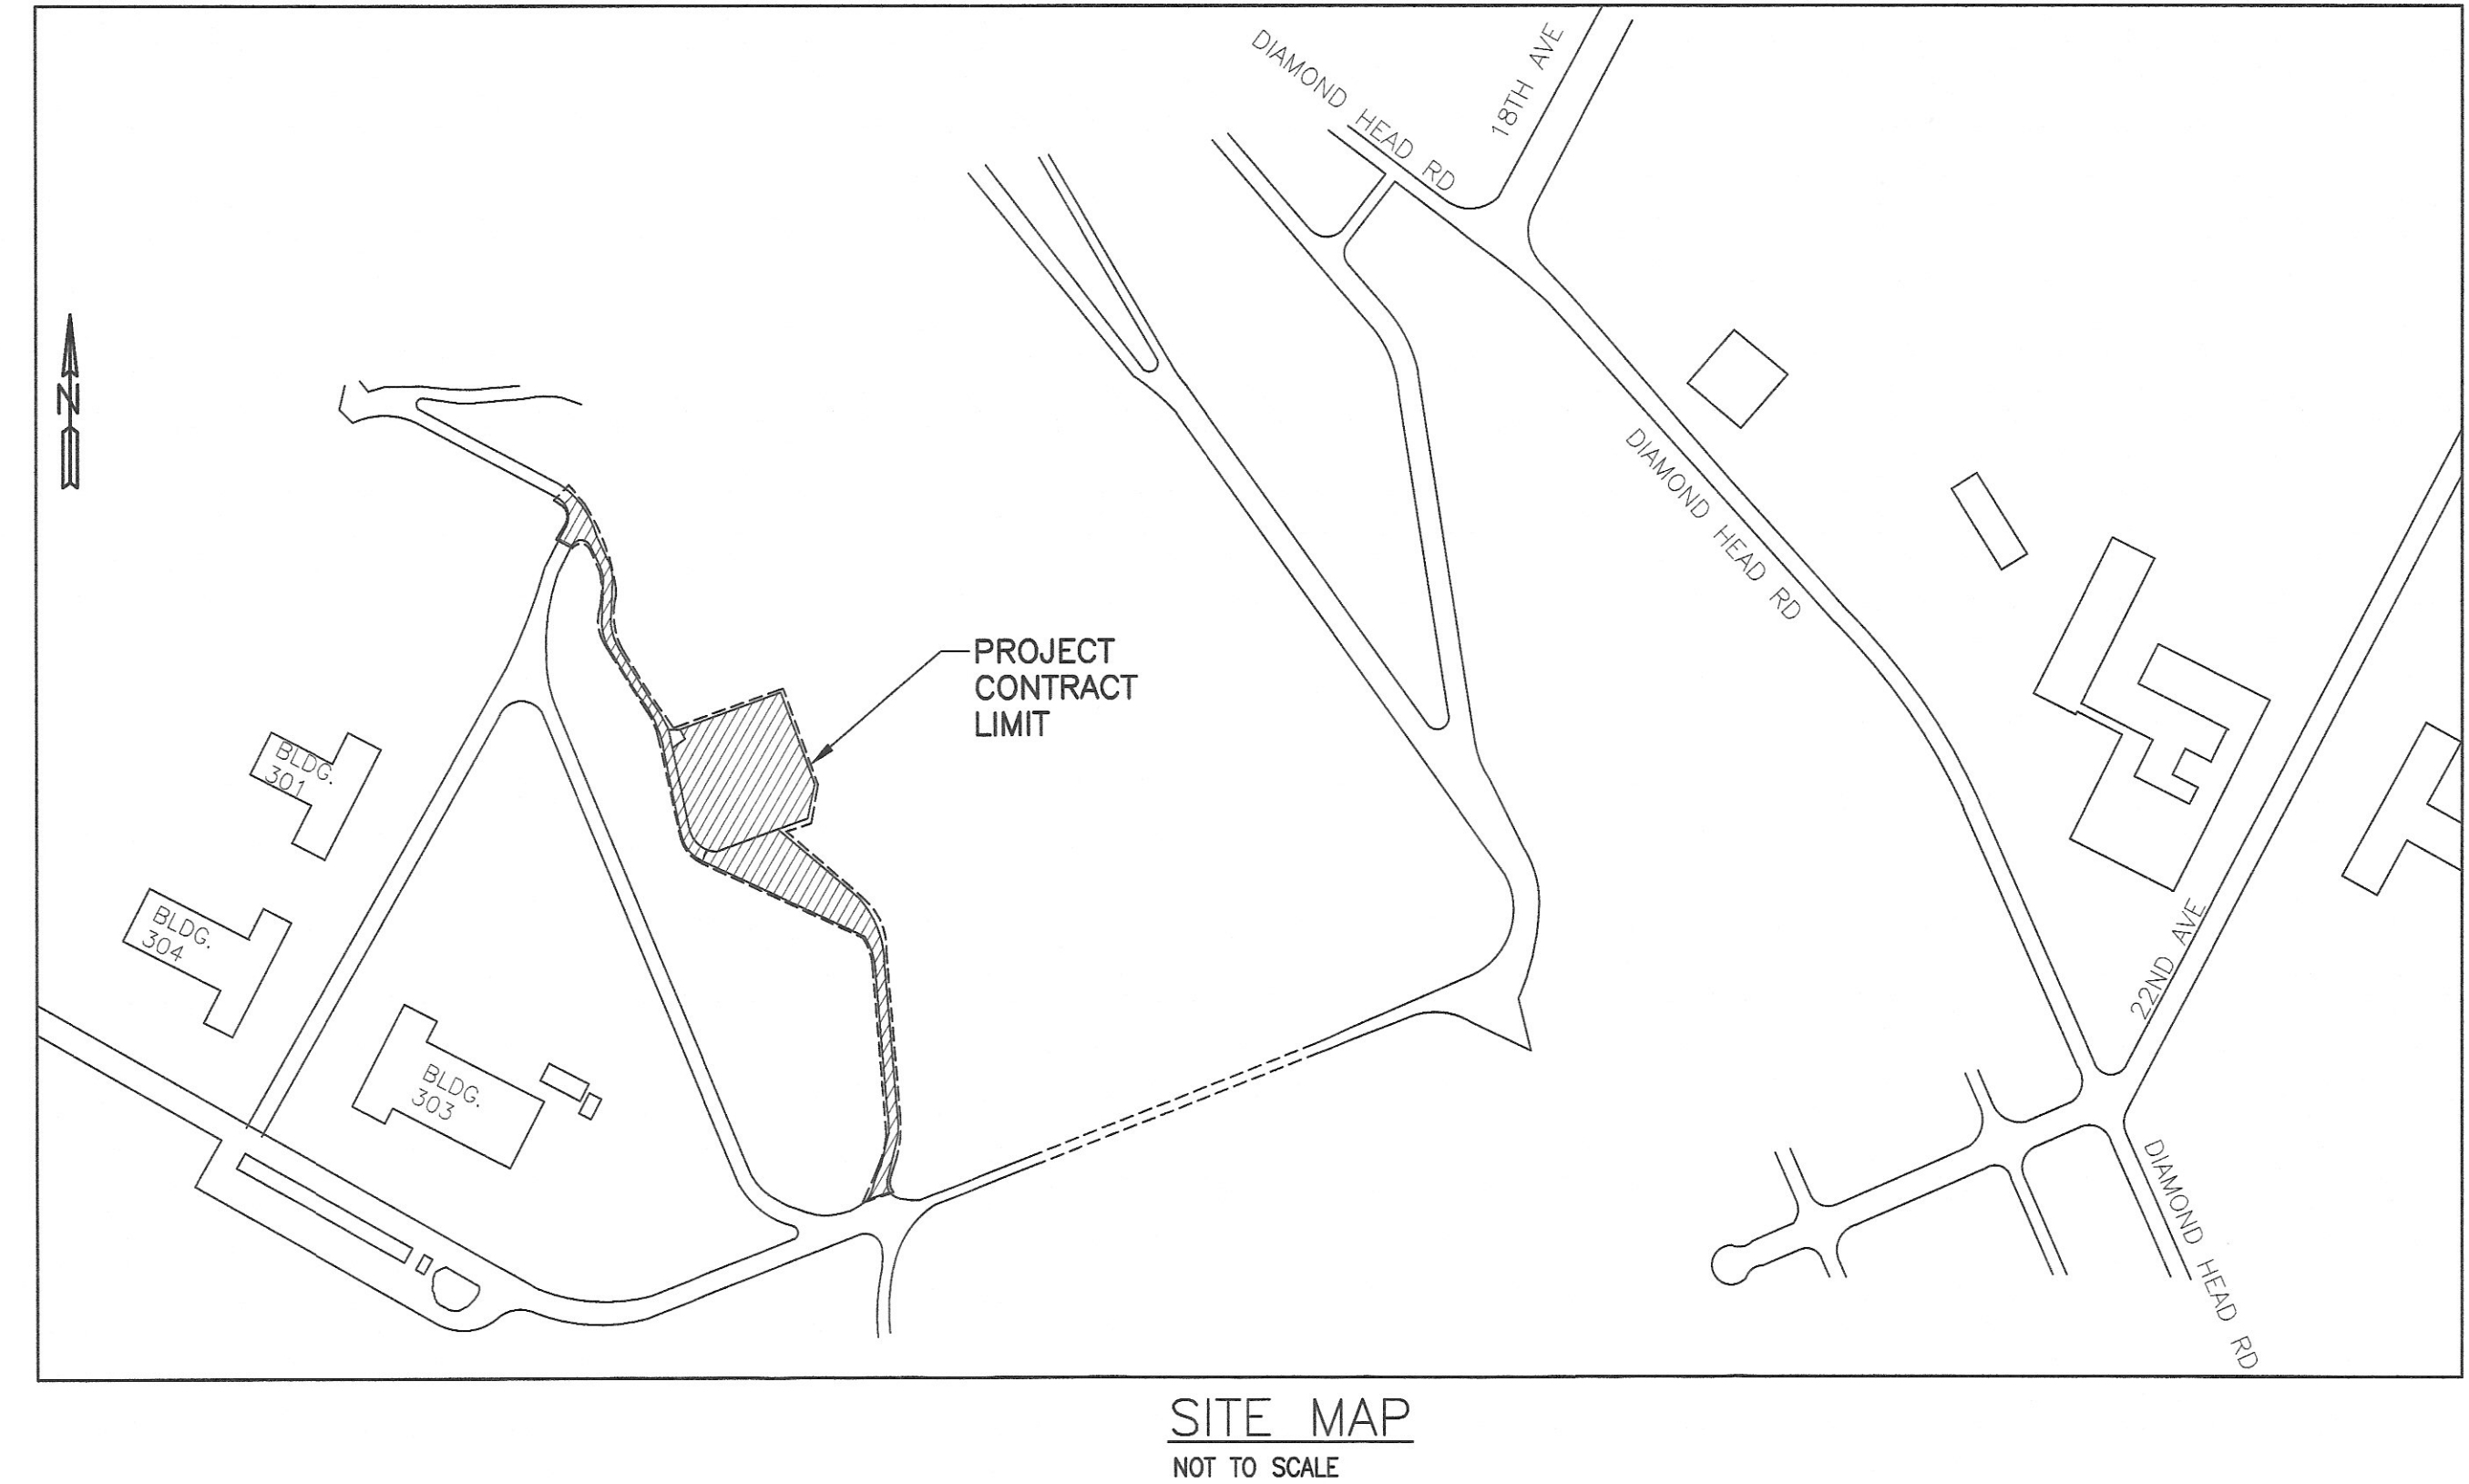 DIAMOND HEAD RD
18TH AVE
N
DIAMOND HEAD RD
PROJECT
CONTRACT
LIMIT
BLDG.
301
BLDG.
304
22ND AVE
BLDG.
303
DIAMOND HEAD RD
SITE MAP
NOT TO SCALE